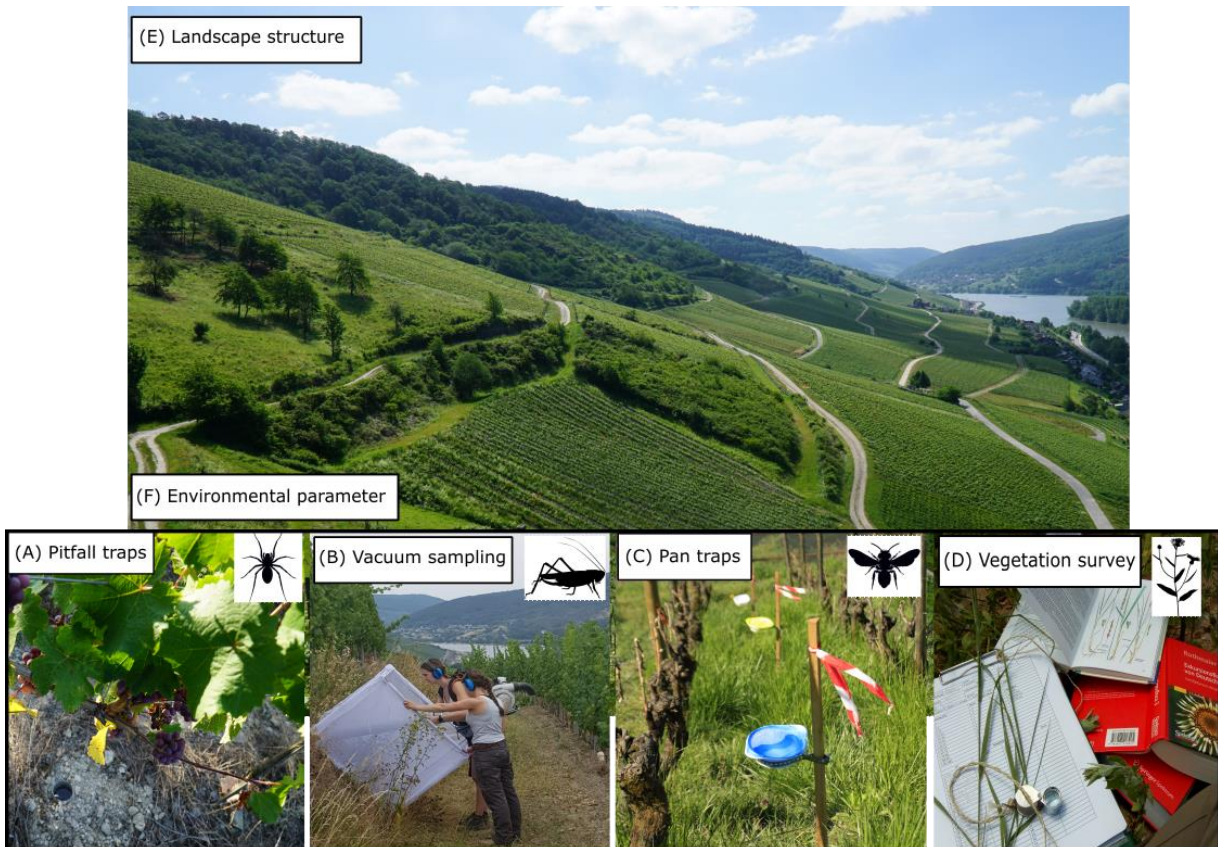 (E) Landscape structure
(F) Environmental parameter
(A) Pitfall traps
(B) Vacuum sampling
(C) Pan traps
(D) Vegetation survey